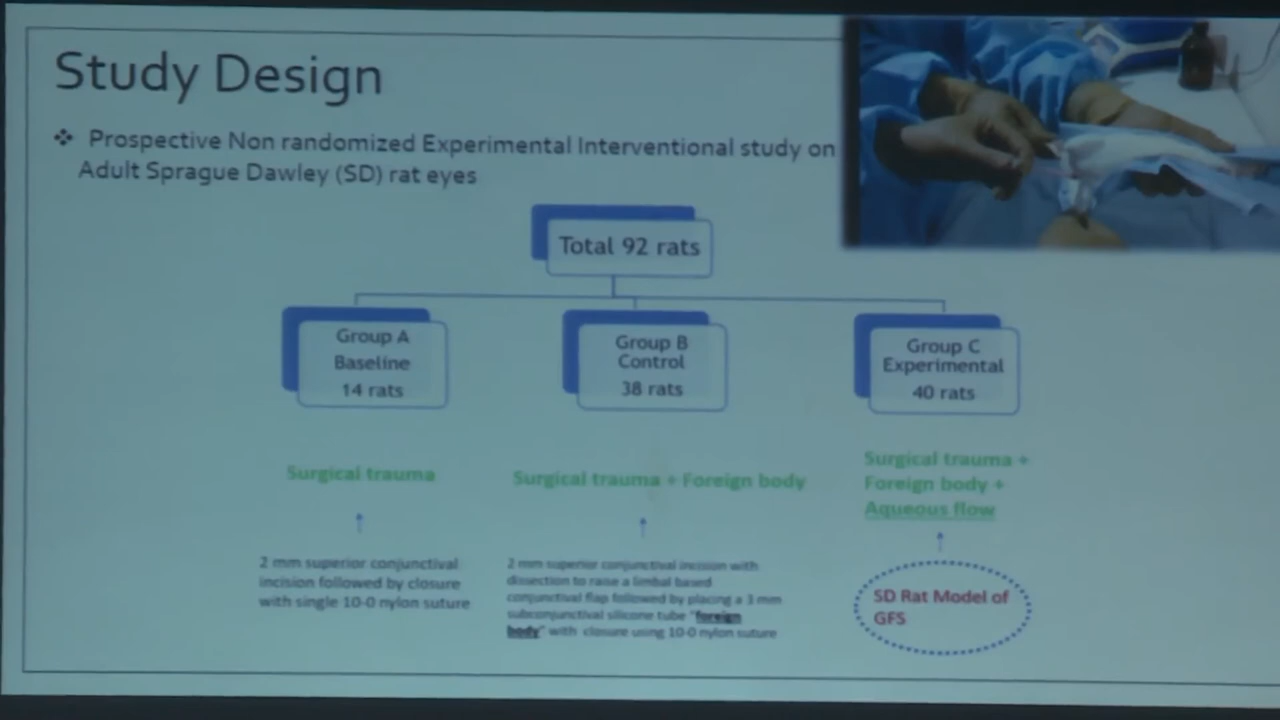 Study Design
❖ Prospective Non randomized Experimental Interventional study on
Adult Sprague Dawley (SD) rat eyes
Total 92 rats
Group A
Baseline
14 rats
Group B
Control
38 rats
Group C
Experimental
40 rats
Surgical trauma
Surgical trauma + Foreign body
Surgical trauma +
Foreign body +
Aqueous flow
2 mm superior conjunctival
incision followed by closure
with single 10-0 nylon suture
2 mm superior conjunctival incision with
dissection to raise a limbal based
conjunctival flap followed by placing a 3 mm
subconjunctival silicone tube "foreign
body" with closure using 10-0 nylon suture
SD Rat Model of
GFS